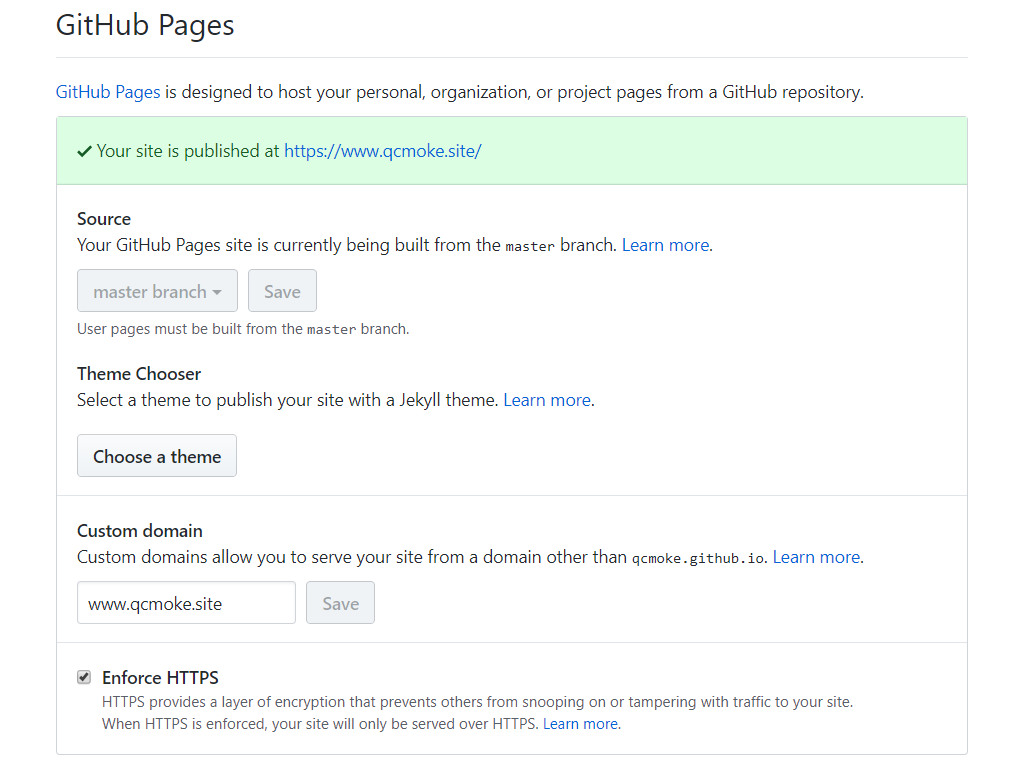 GitHub Pages
GitHub Pages is designed to host your personal, organization, or project pages from a GitHub repository.
Your site is published at https://www.qcmoke.site/
Source
Your GitHub Pages site is currently being built from the master branch. Learn more.
master branch Save
User pages must be built from the master branch.
Theme Chooser
Select a theme to publish your site with a Jekyll theme. Learn more.
Choose a theme
Custom domain
Custom domains allow you to serve your site from a domain other than qcmoke.github.io. Learn more.
www.qcmoke.site Save
Enforce HTTPS
HTTPS provides a layer of encryption that prevents others from snooping on or tampering with traffic to your site.
When HTTPS is enforced, your site will only be served over HTTPS. Learn more.